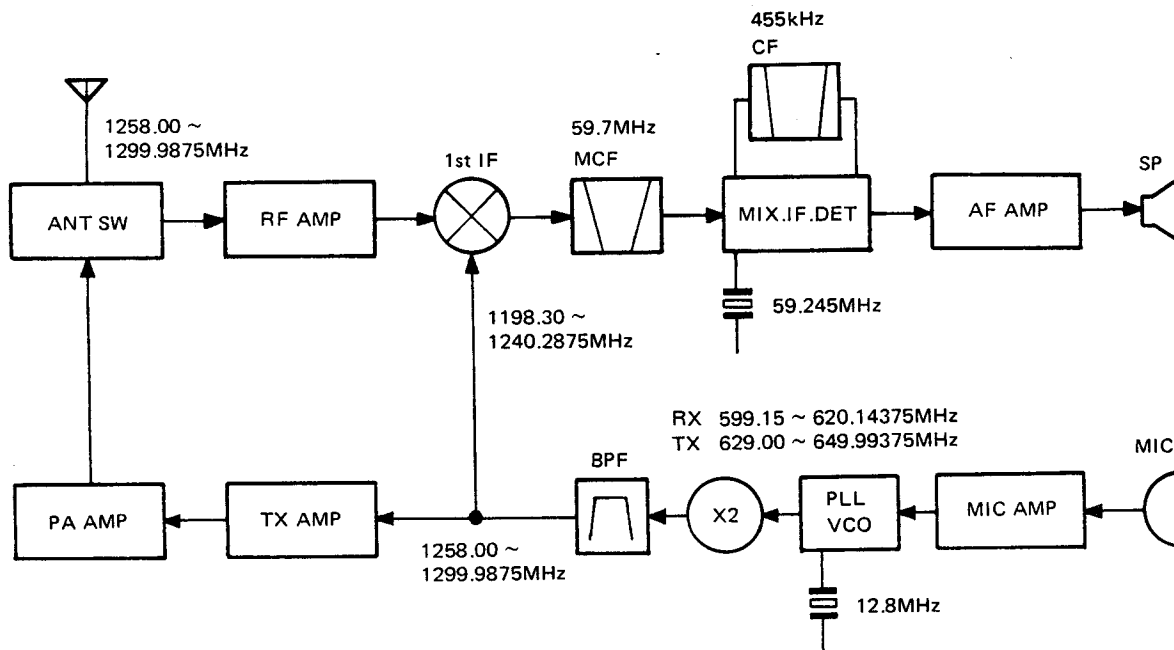 455kHz
CF
1258.00 ~
1299.9875MHz
59.7MHz
MCF
1st IF
SP
ANT SW
RF AMP
MIX.IF.DET
AF AMP
1198.30 ~
1240.2875MHz
59.245MHz
RX 599.15 ~ 620.14375MHz
TX 629.00 ~ 649.99375MHz
BPF
MIC
PA AMP
TX AMP
X2
PLL
VCO
MIC AMP
1258.00 ~
1299.9875MHz
12.8MHz